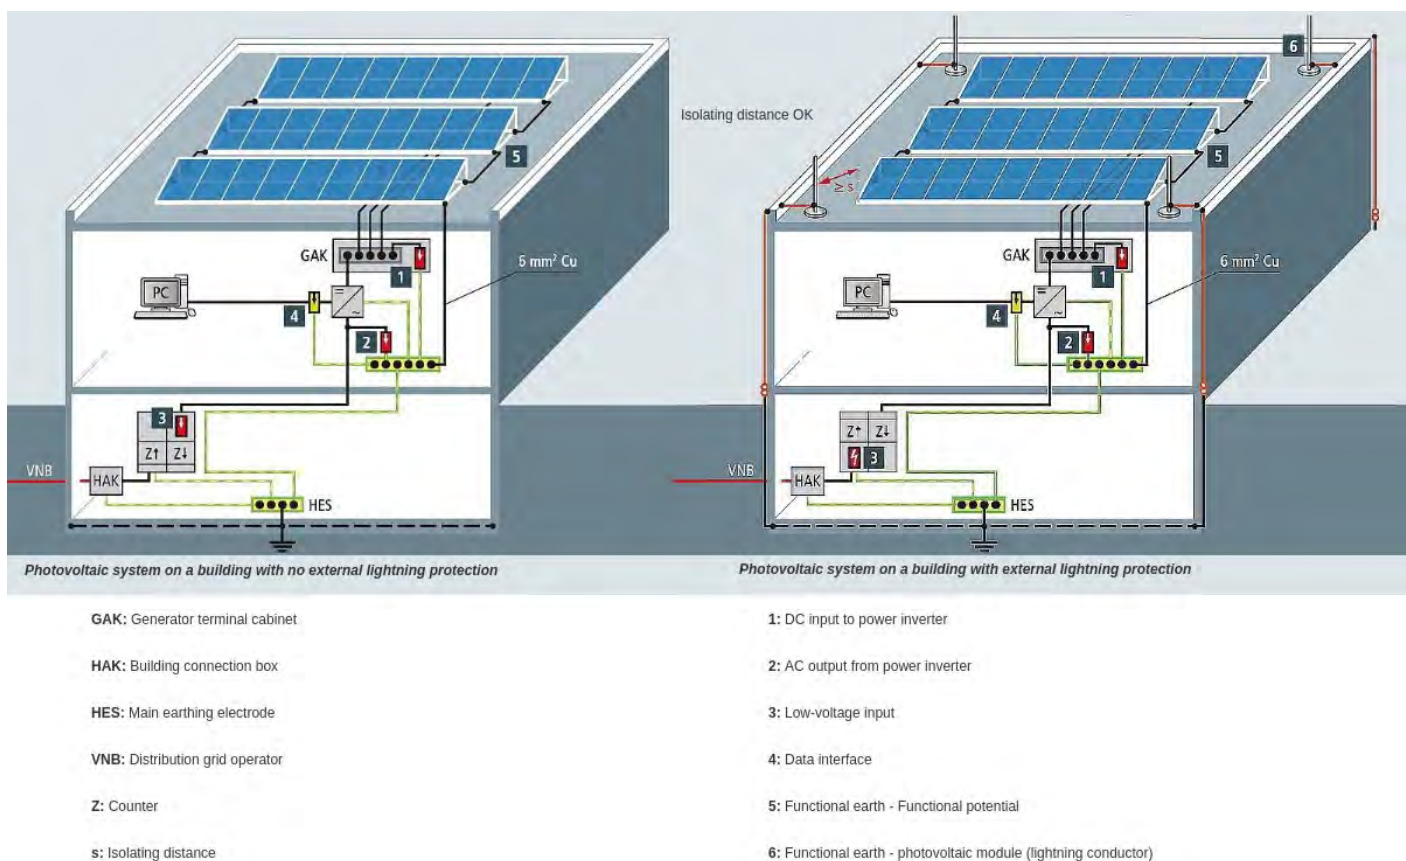 6
Isolating distance OK
5
5
≥ s
GAK
GAK
1
1
6 mm² Cu
6 mm² Cu
PC
PC
=
~
=
~
4
4
2
2
3
Z↑ Z↓
Z↑ Z↓
3
VNB
VNB
HAK
HAK
HES
HES
Photovoltaic system on a building with no external lightning protection
Photovoltaic system on a building with external lightning protection
GAK: Generator terminal cabinet
HAK: Building connection box
HES: Main earthing electrode
VNB: Distribution grid operator
Z: Counter
s: Isolating distance
1: DC input to power inverter
2: AC output from power inverter
3: Low-voltage input
4: Data interface
5: Functional earth - Functional potential
6: Functional earth - photovoltaic module (lightning conductor)